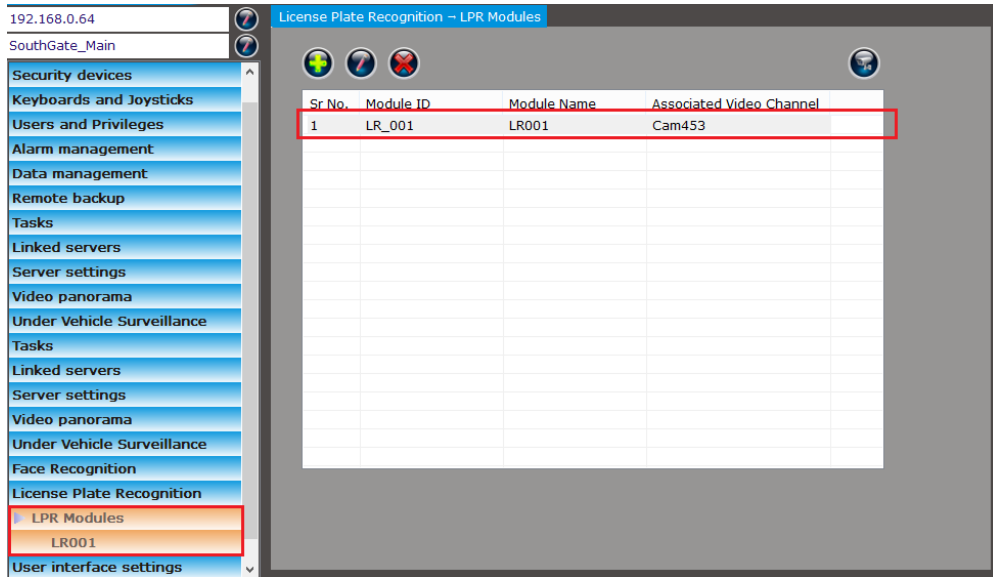 192.168.0.64
SouthGate_Main
Security devices
Keyboards and Joysticks
Users and Privileges
Alarm management
Data management
Remote backup
Tasks
Linked servers
Server settings
Video panorama
Under Vehicle Surveillance
Tasks
Linked servers
Server settings
Video panorama
Under Vehicle Surveillance
Face Recognition
License Plate Recognition
LPR Modules
LR001
User interface settings
License Plate Recognition → LPR Modules
Sr No. Module ID Module Name Associated Video Channel
1 LR_001 LR001 Cam453